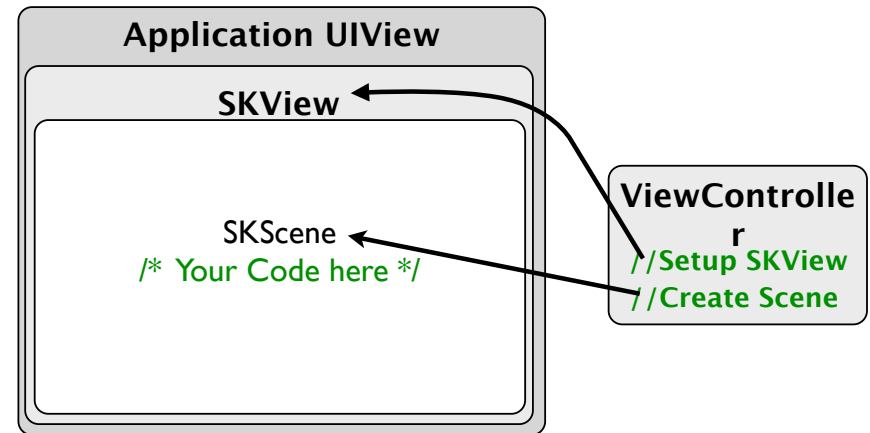 Application UIView
SKView
SKScene
/* Your Code here */
ViewControlle
r
//Setup SKView
//Create Scene